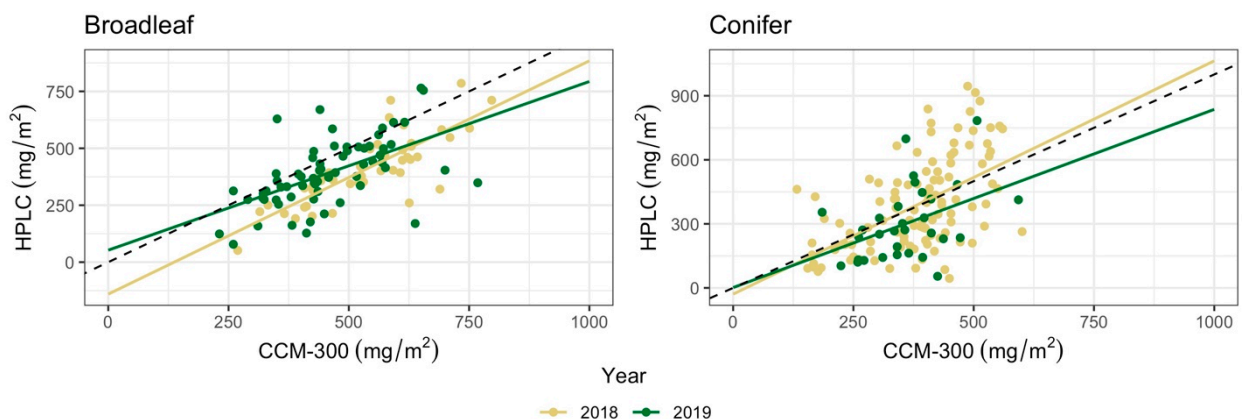 Broadleaf
Conifer
HPLC (mg/m²)
750
500
250
0
0 250 500 750 1000
CCM-300 (mg/m²)
HPLC (mg/m²)
900
600
300
0
0 250 500 750 1000
CCM-300 (mg/m²)
Year
2018 2019